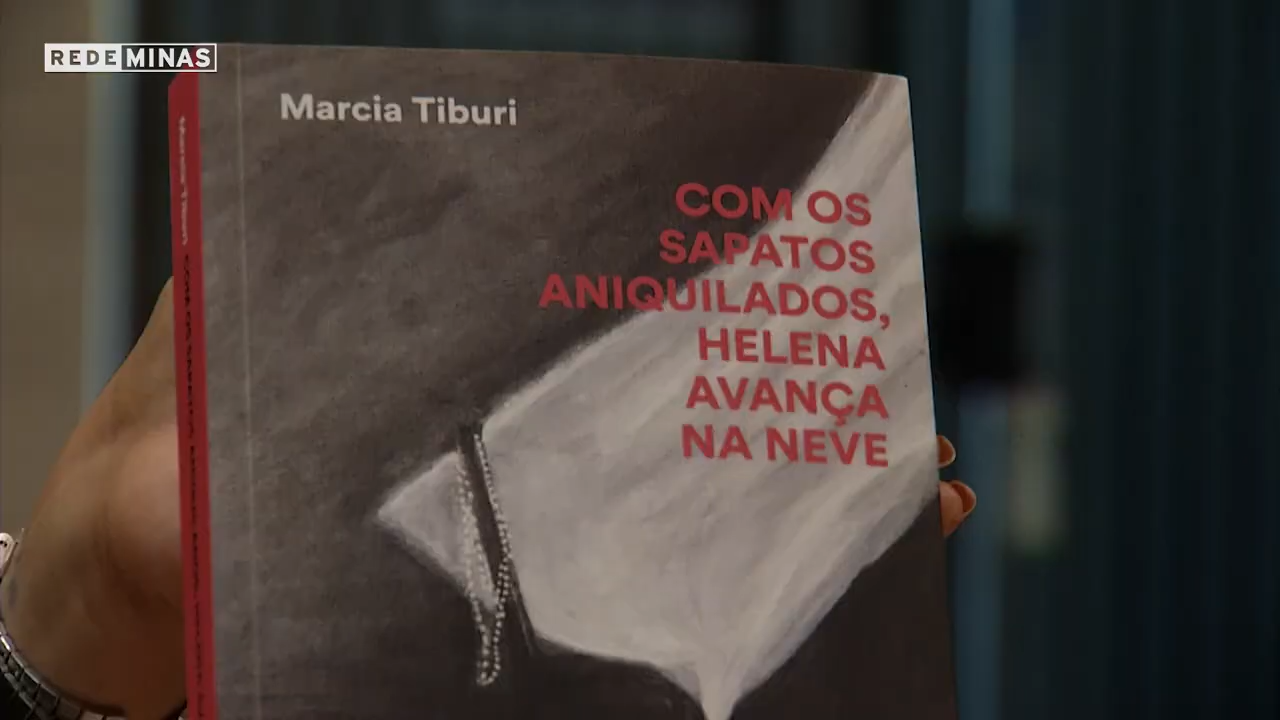 REDE MINAS
Marcia Tiburi
COM OS
SAPATOS
ANIQUILADOS,
HELENA
AVANÇA
NA NEVE